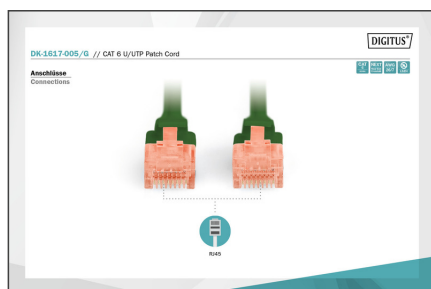 DIGITUS®
DK-1617-005/G // CAT 6 U/UTP Patch Cord
Anschlüsse
Connections
RJ45